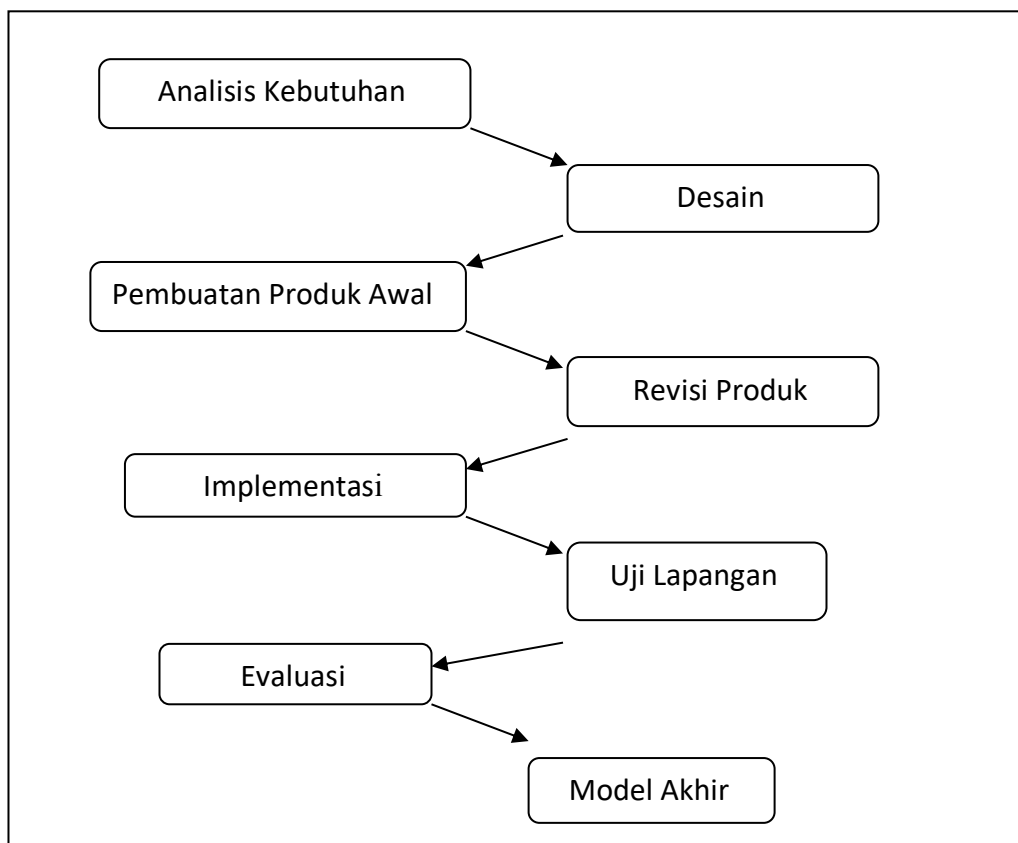 Analisis Kebutuhan
Desain
Pembuatan Produk Awal
Revisi Produk
Implementasi
Uji Lapangan
Evaluasi
Model Akhir